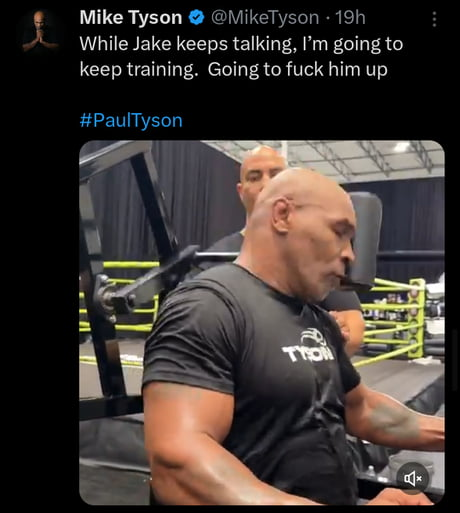 Mike Tyson @MikeTyson · 19h
While Jake keeps talking, I'm going to
keep training.  Going to fuck him up
#PaulTyson
TYSON